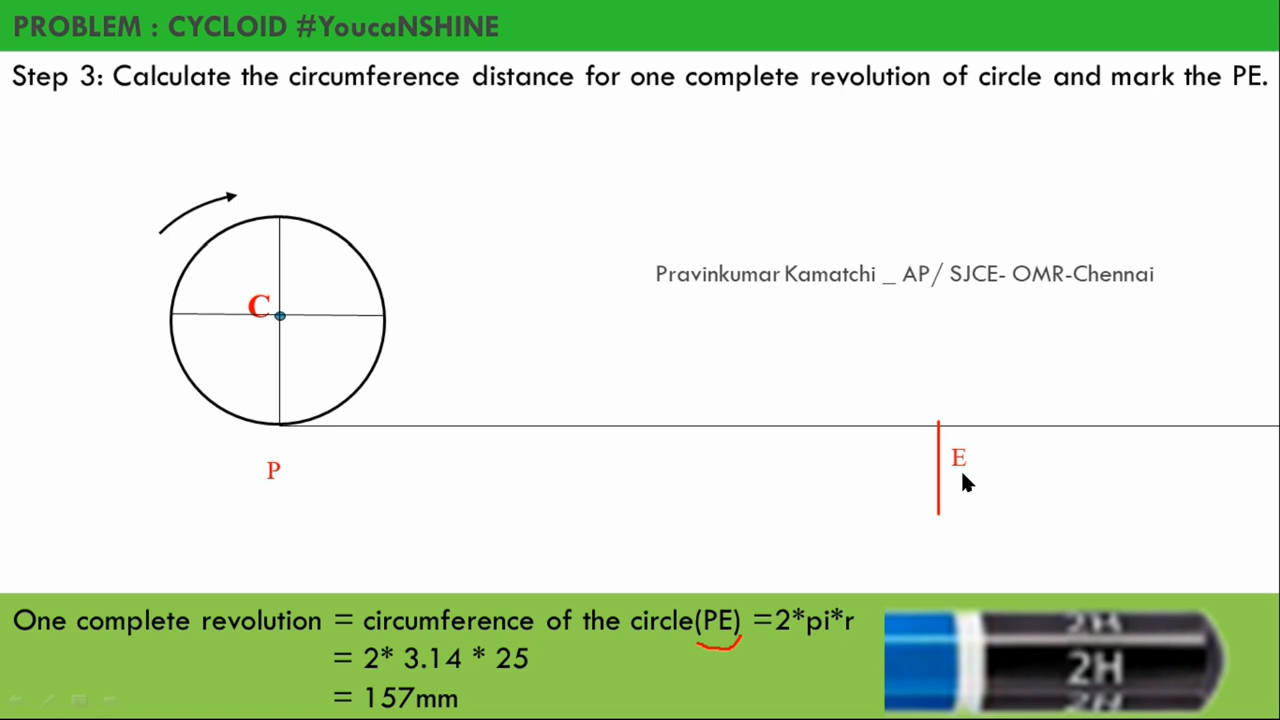 PROBLEM : CYCLOID #YoucaNSHINE
Step 3: Calculate the circumference distance for one complete revolution of circle and mark the PE.
Pravinkumar Kamatchi _ AP/ SJCE- OMR-Chennai
C
P
E
One complete revolution = circumference of the circle(PE) =2*pi*r
= 2* 3.14 * 25
= 157mm
2H
2H
2H